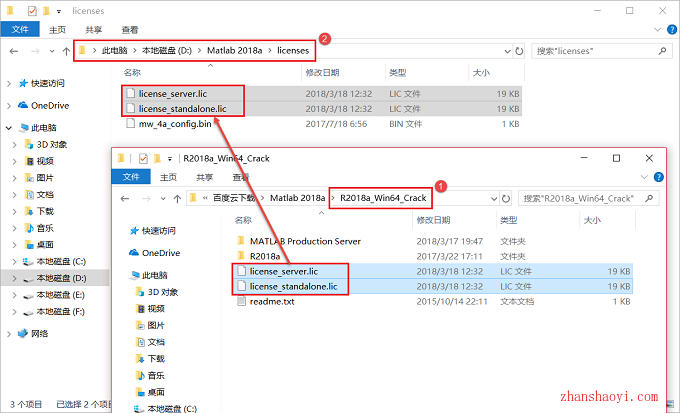 licenses
文件 主页 共享 查看
此电脑 > 本地磁盘 (D:) > Matlab 2018a > licenses 搜索"licenses"
2
名称 修改日期 类型 大小
快速访问
OneDrive
此电脑
3D 对象
视频
图片
文档
下载
音乐
桌面
本地磁盘 (C:)
本地磁盘 (D:)
本地磁盘 (E:)
本地磁盘 (F:)
网络
license_server.lic 2018/3/18 12:32 LIC 文件 19 KB
license_standalone.lic 2018/3/18 12:32 LIC 文件 19 KB
mw_4a_config.bin 2017/7/18 6:56 BIN 文件 1 KB
3 个项目 已选择 2 个项
R2018a_Win64_Crack
文件 主页 共享 查看
1
« 百度云下载 > Matlab 2018a > R2018a_Win64_Crack 搜索"R2018a_Win64_Crack"
名称 修改日期 类型 大小
快速访问
OneDrive
此电脑
3D 对象
视频
图片
文档
下载
音乐
桌面
本地磁盘 (C:)
MATLAB Production Server 2018/3/17 19:47 文件夹
R2018a 2017/3/22 17:11 文件夹
license_server.lic 2018/3/18 12:32 LIC 文件 19 KB
license_standalone.lic 2018/3/18 12:32 LIC 文件 19 KB
readme.txt 2015/10/14 22:11 文本文档 1 KB
zhanshaoyi.com